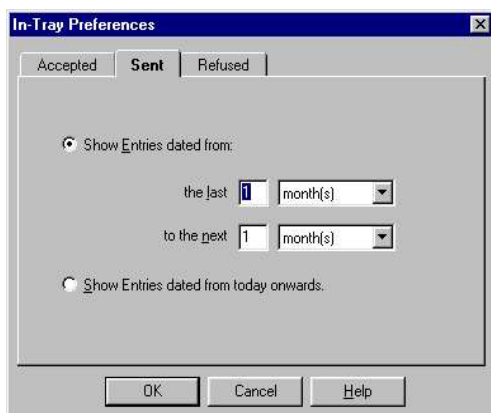 In-Tray Preferences
Accepted Sent Refused
Show Entries dated from:
the last 1 month(s)
to the next 1 month(s)
Show Entries dated from today onwards.
OK Cancel Help